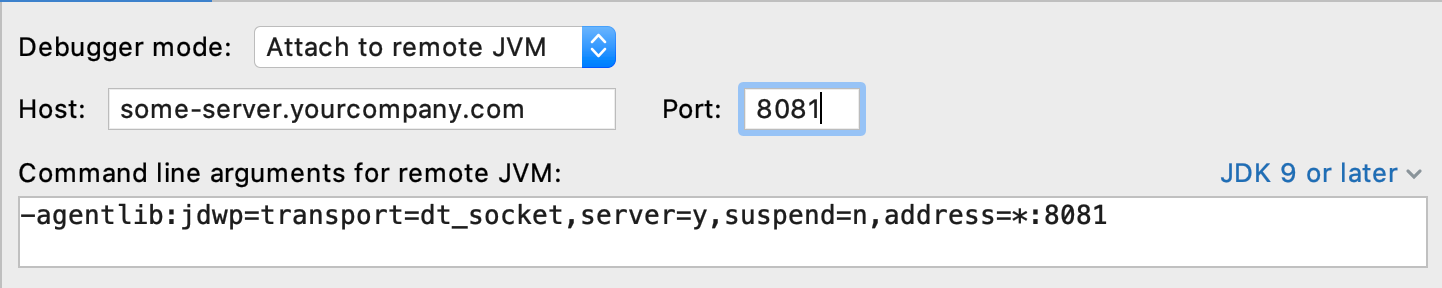 Debugger mode: Attach to remote JVM
Host: some-server.yourcompany.com Port: 8081
Command line arguments for remote JVM: JDK 9 or later
-agentlib:jdwp=transport=dt_socket,server=y,suspend=n,address=*:8081